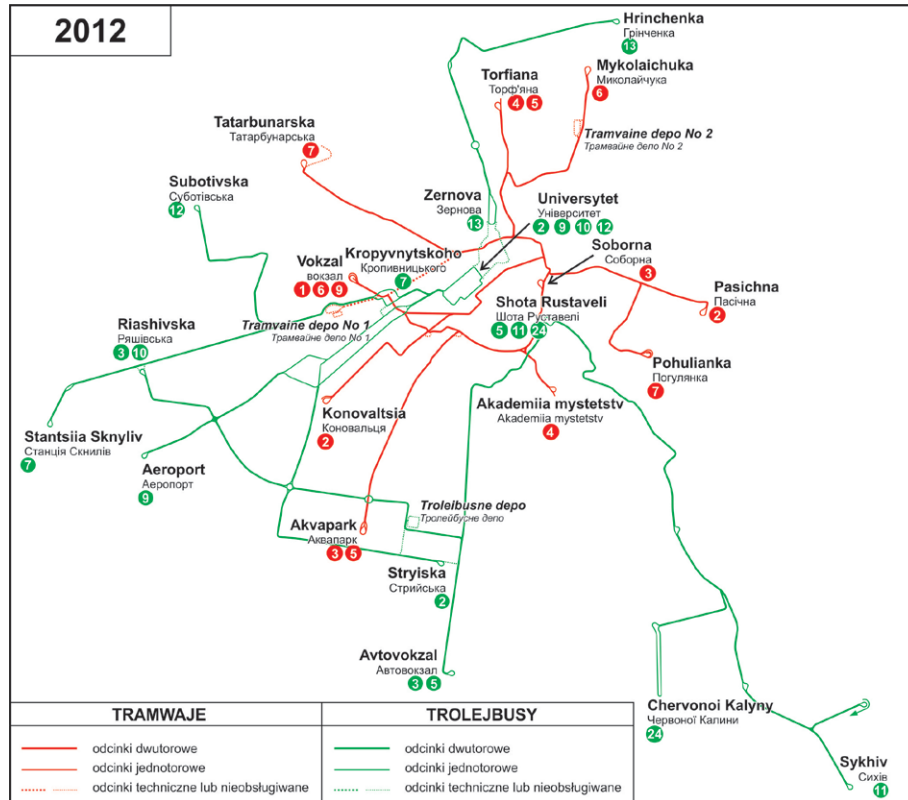 2012
Hrinchenka
Грінченка
13
Mykolaichuka
Миколайчука
6
Torfiana
Торф'яна
4 5
Tramvaine depo No 2
Трамвайне депо No 2
Tatarbunarska
Татарбунарська
7
Subotivska
Суботівська
12
Zernova
Зернова
13
Universytet
Університет
2 9 10 12
Soborna
Соборна
3
Kropyvnytskoho
Кропивницького
7
Vokzal
вокзал
1 6 9
Pasichna
Пасічна
2
Shota Rustaveli
Шота Руставелі
5 11 24
Tramvaine depo No 1
Трамвайне депо No 1
Riashivska
Ряшівська
3 10
Pohulianka
Погулянка
7
Konovaltsia
Коновальця
2
Akademiia mystetstv
Akademiia mystetstv
4
Stantsiia Sknyliv
Станція Скнилів
7
Aeroport
Аеропорт
9
Troleibusne depo
Тролейбусне депо
Akvapark
Аквапарк
3 5
Stryiska
Стрийська
2
Avtovokzal
Автовокзал
3 5
Chervonoi Kalyny
Червоної Калини
24
Sykhiv
Сихів
11
TRAMWAJE
odcinki dwutorowe
odcinki jednotorowe
odcinki techniczne lub nieobsługiwane
TROLEJBUSY
odcinki dwutorowe
odcinki jednotorowe
odcinki techniczne lub nieobsługiwane